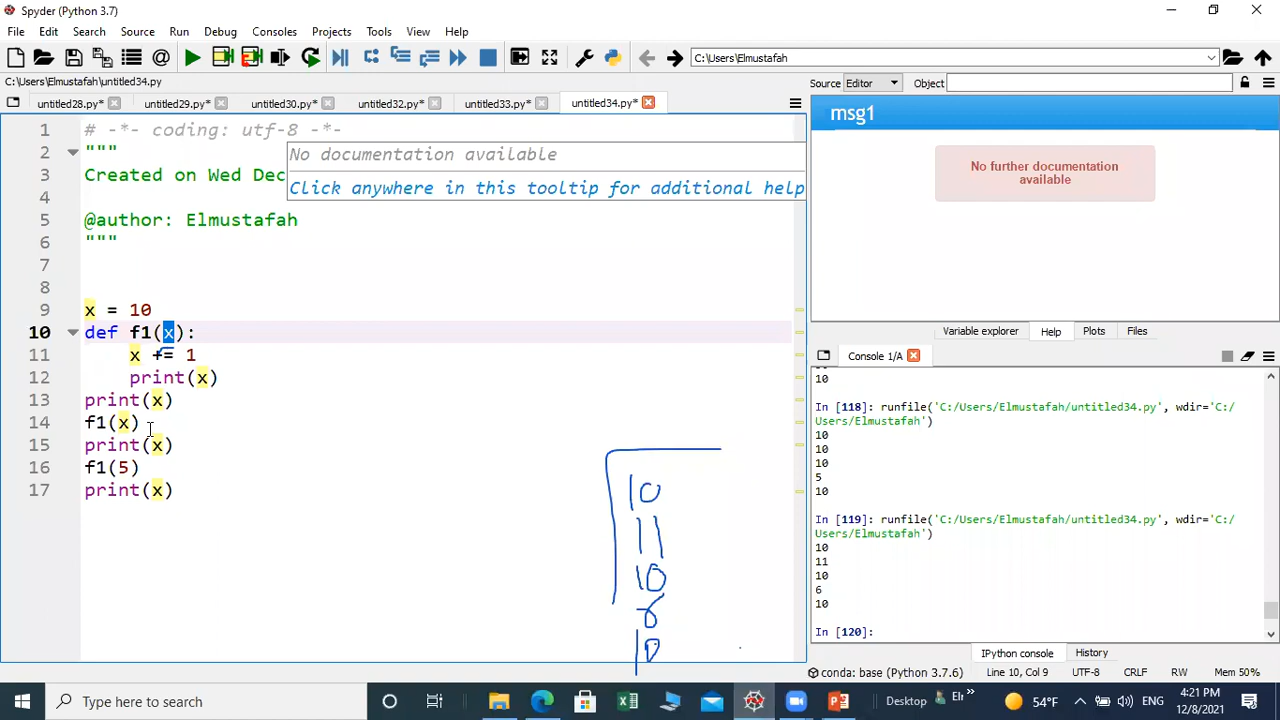 Spyder (Python 3.7)
File Edit Search Source Run Debug Consoles Projects Tools View Help
C:\Users\Elmustafah
C:\Users\Elmustafah\untitled34.py
Source Editor Object
untitled28.py* untitled29.py* untitled30.py* untitled32.py* untitled33.py* untitled34.py*
msg1
No further documentation
available
1 # -*- coding: utf-8 -*-
2 """
3 Created on Wed Dec
No documentation available
Click anywhere in this tooltip for additional help
4
5 @author: Elmustafah
6 """
7
8
9 x = 10
10 def f1(x):
11 x += 1
12 print(x)
13 print(x)
14 f1(x)
15 print(x)
16 f1(5)
17 print(x)
10
11
10
6
10
Variable explorer Help Plots Files
Console 1/A
10
In [118]: runfile('C:/Users/Elmustafah/untitled34.py', wdir='C:/
Users/Elmustafah')
10
10
10
5
10
In [119]: runfile('C:/Users/Elmustafah/untitled34.py', wdir='C:/
Users/Elmustafah')
10
11
10
6
10
In [120]:
IPython console History
conda: base (Python 3.7.6) Line 10, Col 9 UTF-8 CRLF RW Mem 50%
Type here to search
Desktop
54°F
ENG
4:21 PM
12/8/2021